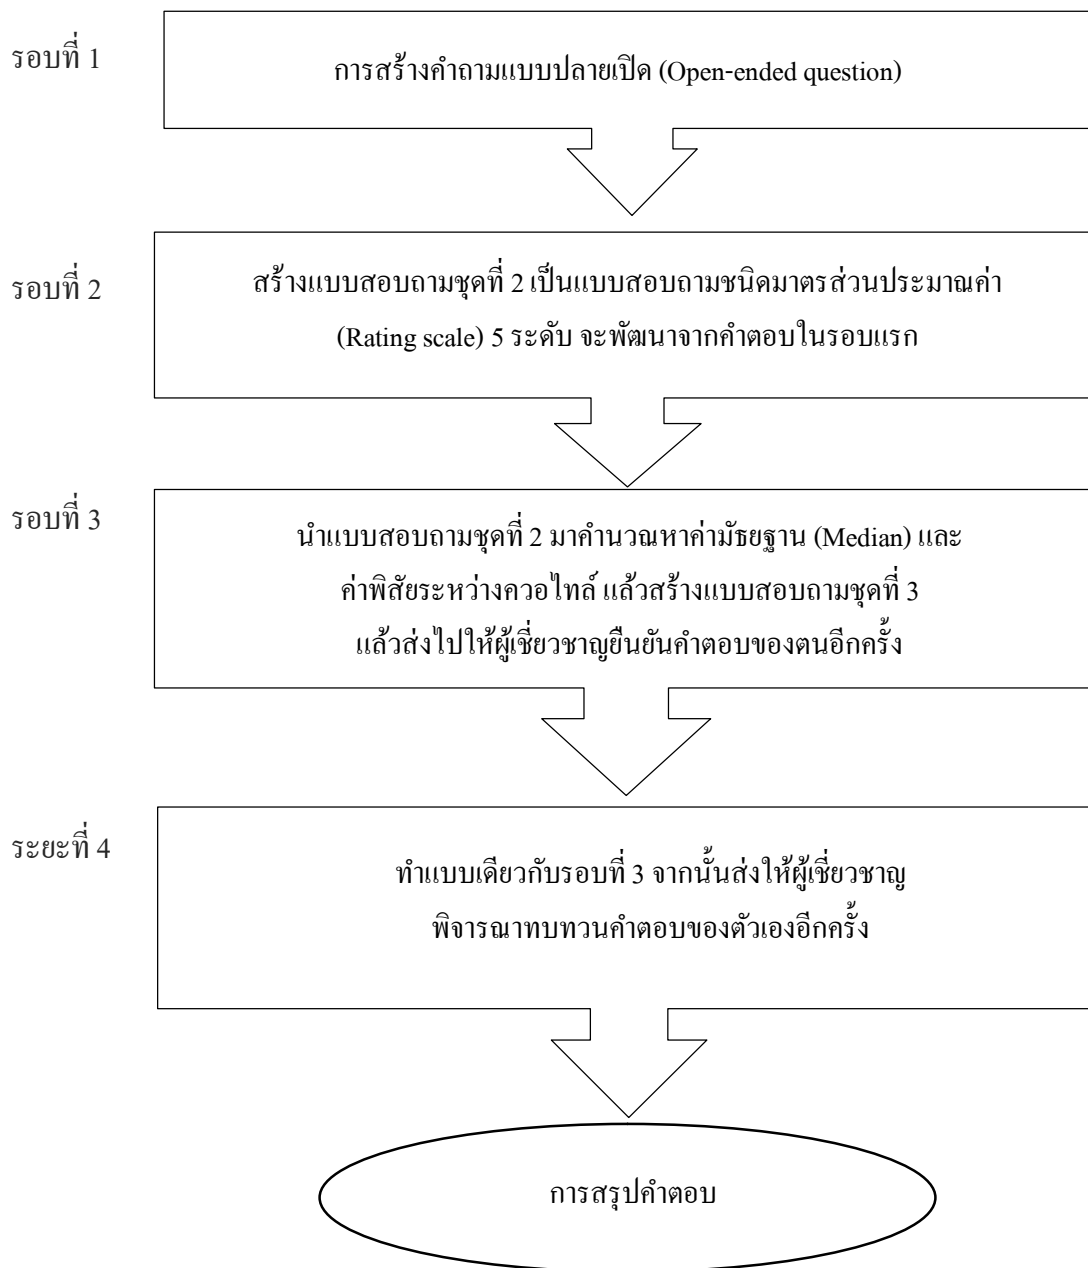 รอบที่ 1
การสร้างคำถามแบบปลายเปิด (Open-ended question)
รอบที่ 2
สร้างแบบสอบถามชุดที่ 2 เป็นแบบสอบถามชนิดมาตรส่วนประมาณค่า
(Rating scale) 5 ระดับ จะพัฒนาจากคำตอบในรอบแรก
รอบที่ 3
นำแบบสอบถามชุดที่ 2 มาคำนวณหาค่ามัธยฐาน (Median) และ
ค่าพิสัยระหว่างควอไทล์ แล้วสร้างแบบสอบถามชุดที่ 3
แล้วส่งไปให้ผู้เชี่ยวชาญยืนยันคำตอบของตนอีกครั้ง
ระยะที่ 4
ทำแบบเดียวกับรอบที่ 3 จากนั้นส่งให้ผู้เชี่ยวชาญ
พิจารณาทบทวนคำตอบของตัวเองอีกครั้ง
การสรุปคำตอบ